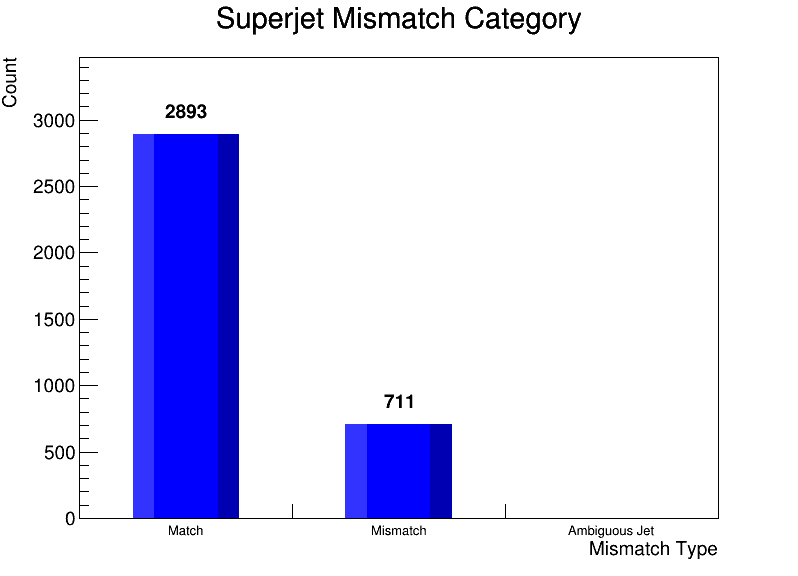 Superjet Mismatch Category
Count
3000
2500
2000
1500
1000
500
0
2893
711
Match
Mismatch
Ambiguous Jet
Mismatch Type